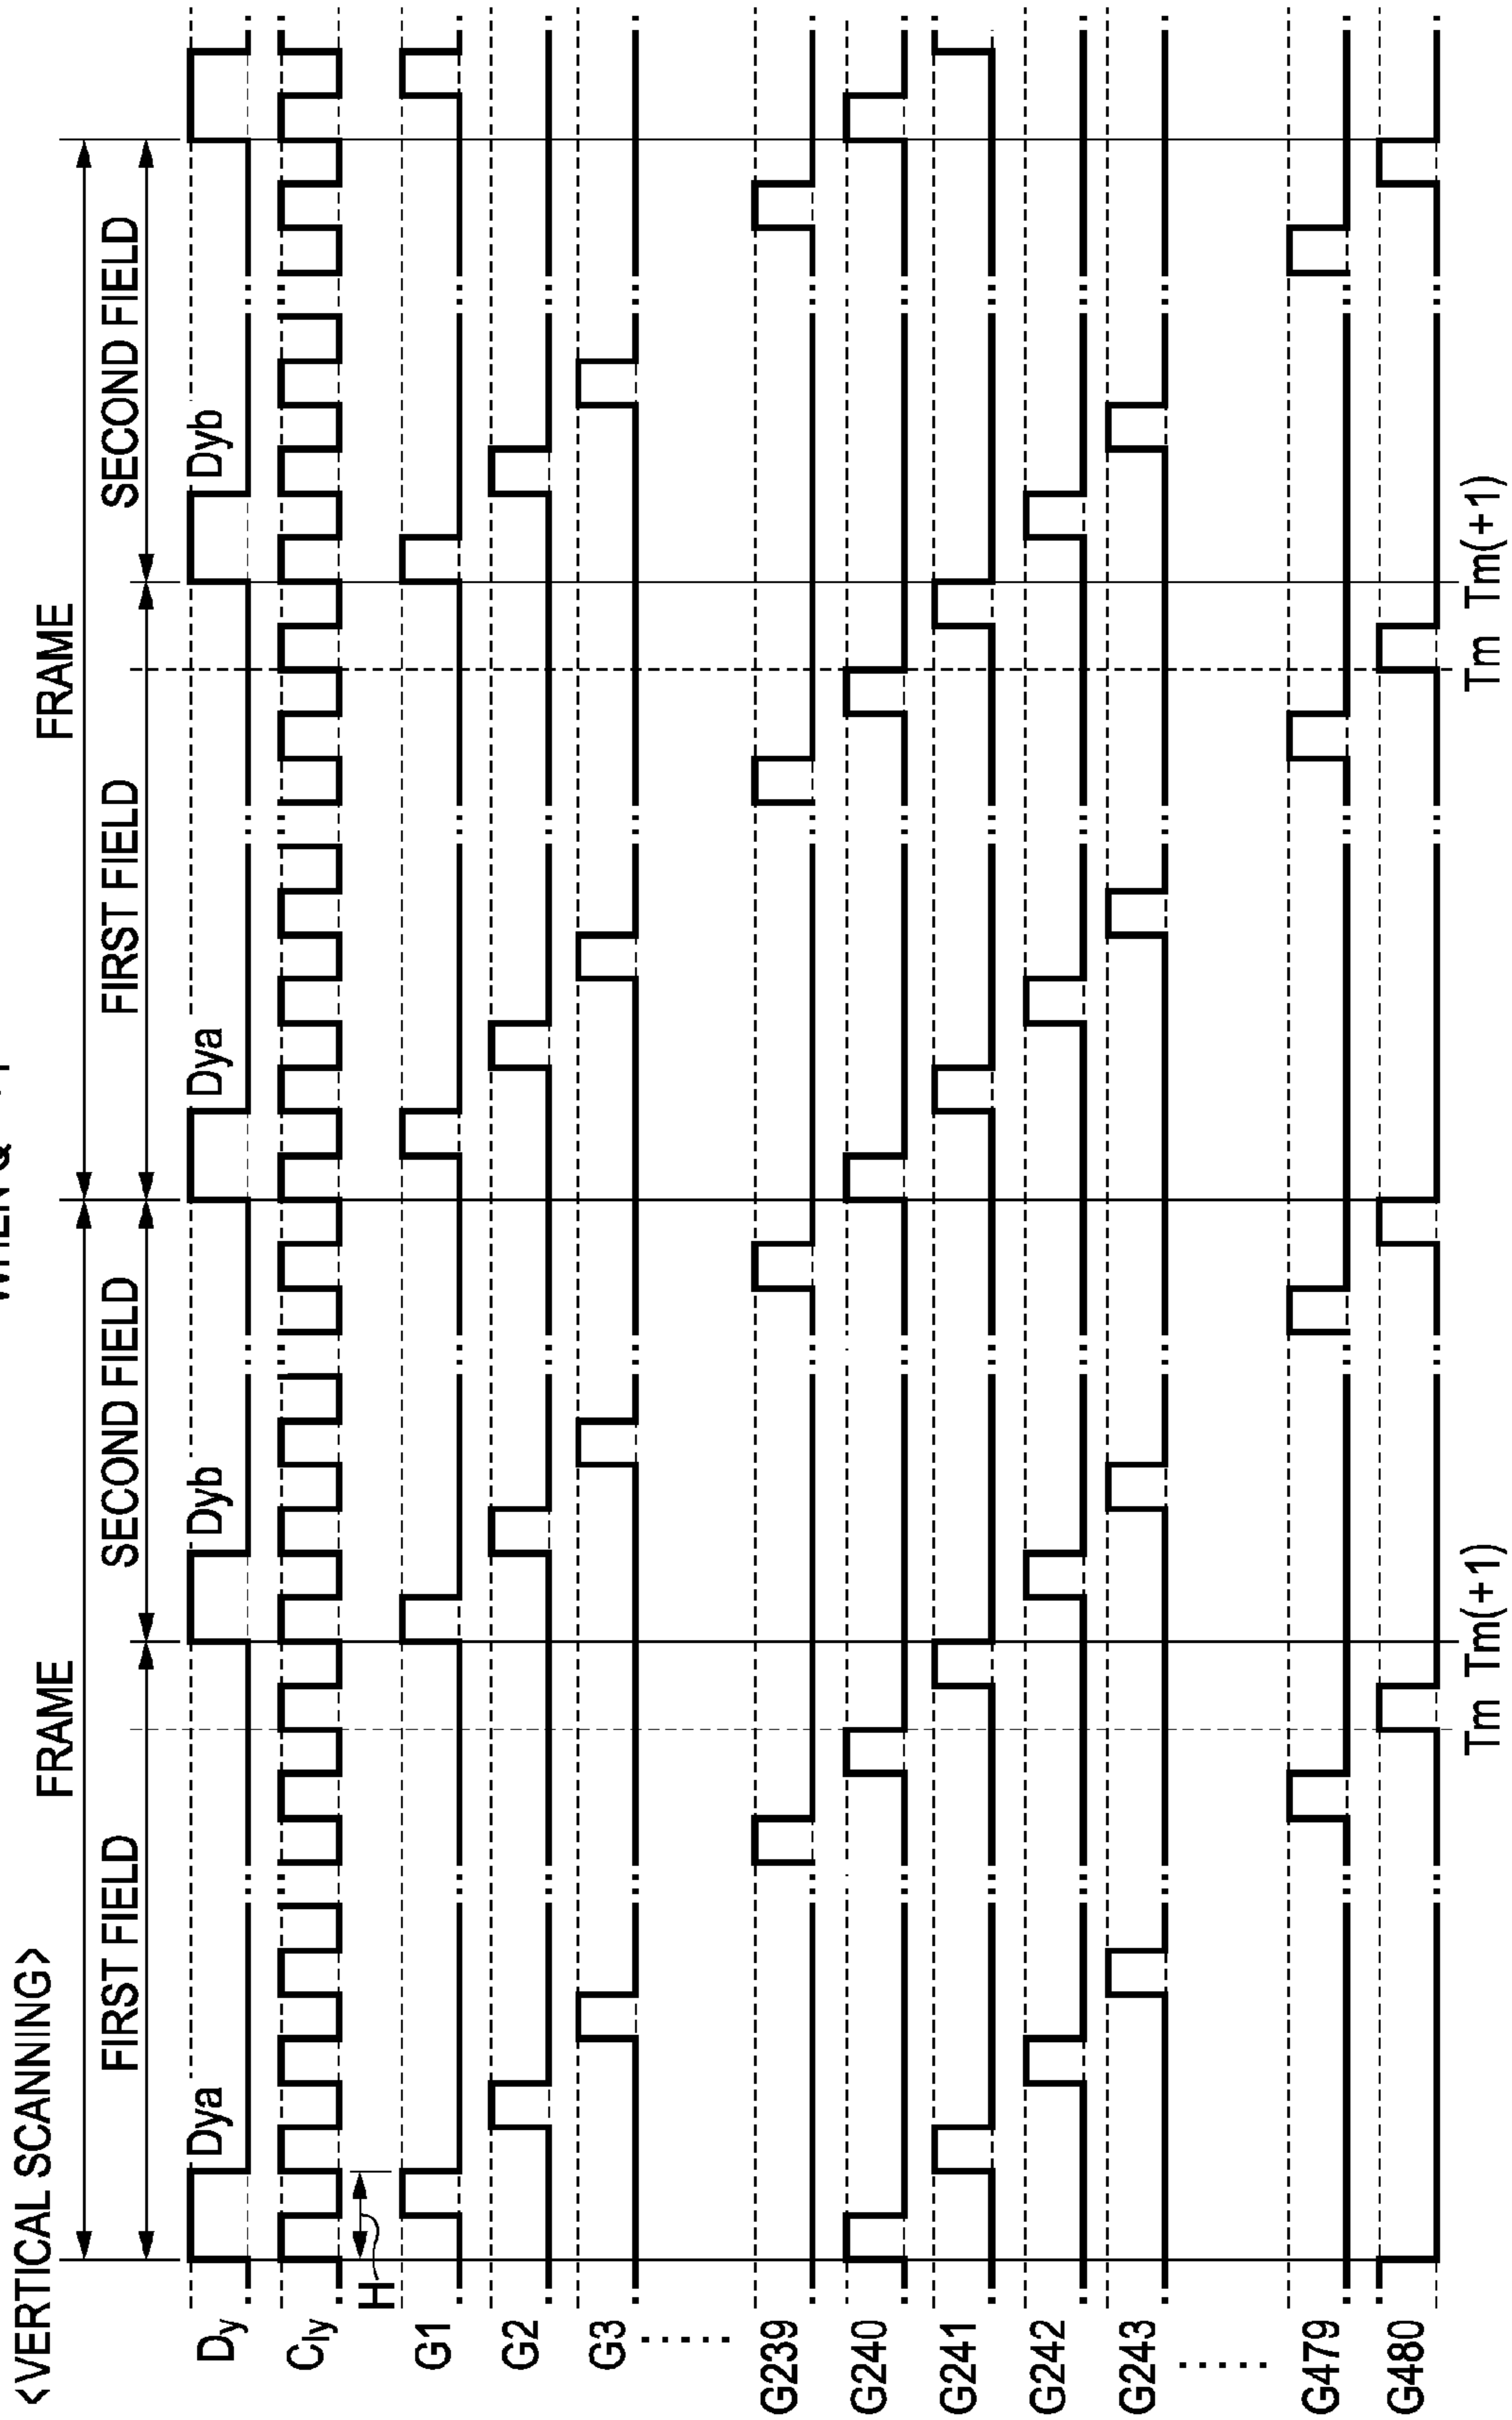 <VERTICAL SCANNING>
FRAME FRAME
FIRST FIELD SECOND FIELD FIRST FIELD SECOND FIELD
Dy Dya Dyb Dya Dyb
Cly
H
G1
G2
G3
.....
G239
G240
G241
G242
G243
.....
G479
G480
Tm Tm(+1) Tm Tm(+1)